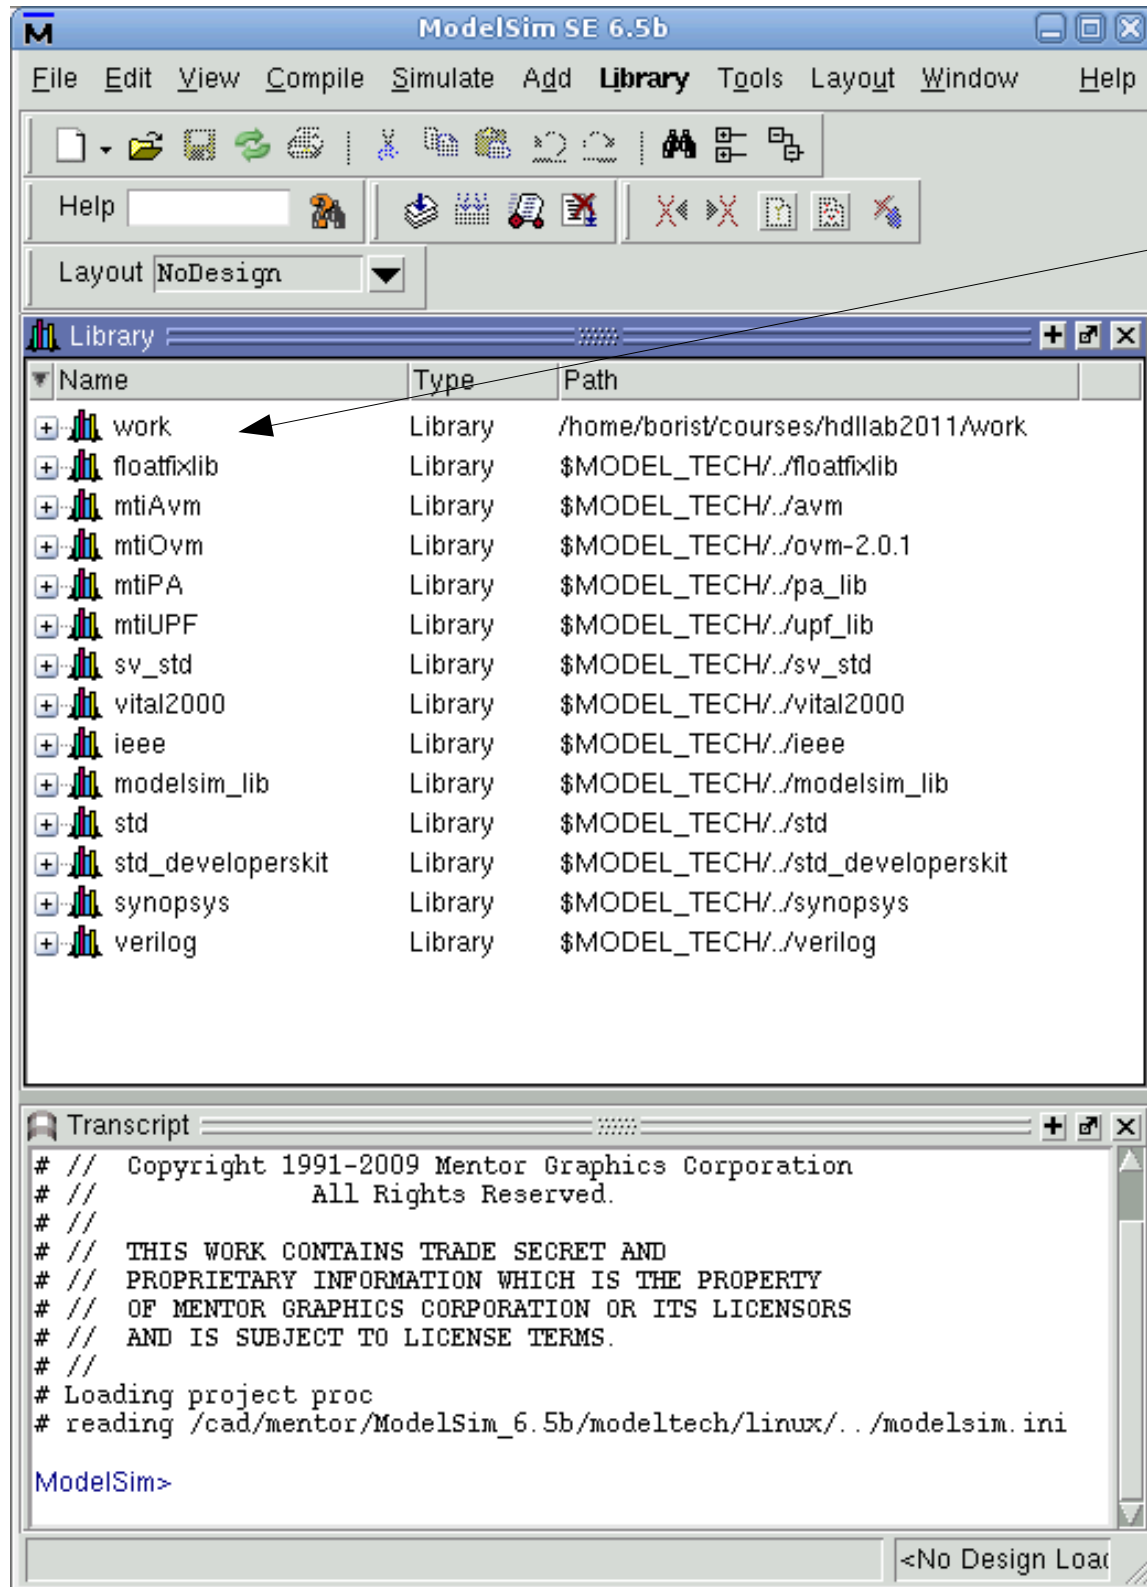 ModelSim SE 6.5b
File Edit View Compile Simulate Add Library Tools Layout Window Help
Help
Layout NoDesign
Library
Name Type Path
work Library /home/borist/courses/hdllab2011/work
floatfixlib Library $MODEL_TECH/../floatfixlib
mtiAvm Library $MODEL_TECH/../avm
mtiOvm Library $MODEL_TECH/../ovm-2.0.1
mtiPA Library $MODEL_TECH/../pa_lib
mtiUPF Library $MODEL_TECH/../upf_lib
sv_std Library $MODEL_TECH/../sv_std
vital2000 Library $MODEL_TECH/../vital2000
ieee Library $MODEL_TECH/../ieee
modelsim_lib Library $MODEL_TECH/../modelsim_lib
std Library $MODEL_TECH/../std
std_developerskit Library $MODEL_TECH/../std_developerskit
synopsys Library $MODEL_TECH/../synopsys
verilog Library $MODEL_TECH/../verilog
Transcript
# // Copyright 1991-2009 Mentor Graphics Corporation
# // All Rights Reserved.
# //
# // THIS WORK CONTAINS TRADE SECRET AND
# // PROPRIETARY INFORMATION WHICH IS THE PROPERTY
# // OF MENTOR GRAPHICS CORPORATION OR ITS LICENSORS
# // AND IS SUBJECT TO LICENSE TERMS.
# //
# Loading project proc
# reading /cad/mentor/ModelSim_6.5b/modeltech/linux/../modelsim.ini
ModelSim>
<No Design Load